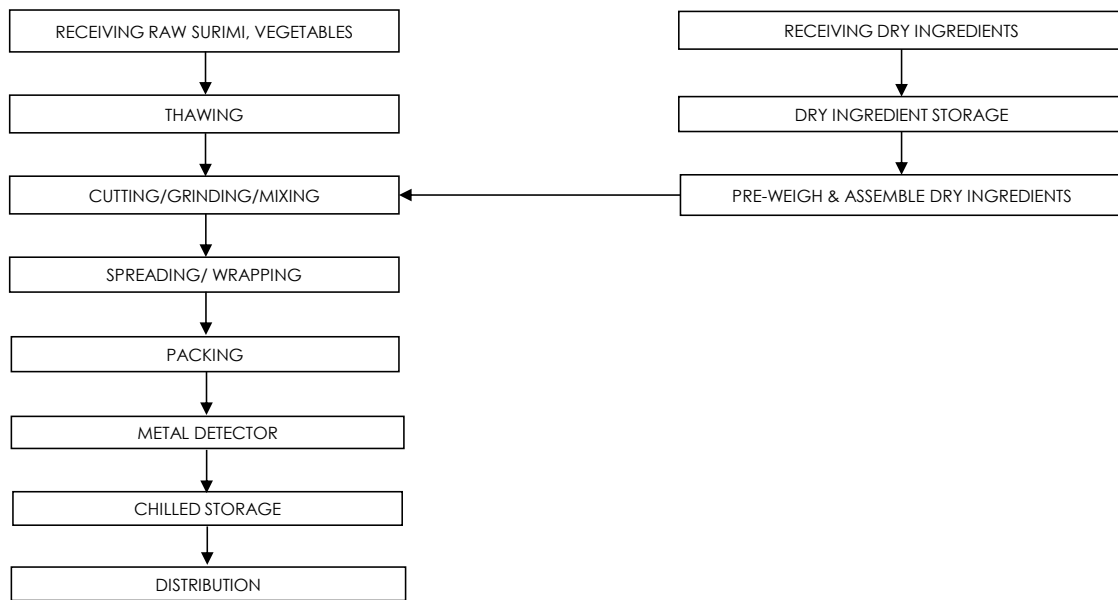 RECEIVING RAW SURIMI, VEGETABLES
THAWING
CUTTING/GRINDING/MIXING
SPREADING/ WRAPPING
PACKING
METAL DETECTOR
CHILLED STORAGE
DISTRIBUTION
RECEIVING DRY INGREDIENTS
DRY INGREDIENT STORAGE
PRE-WEIGH & ASSEMBLE DRY INGREDIENTS